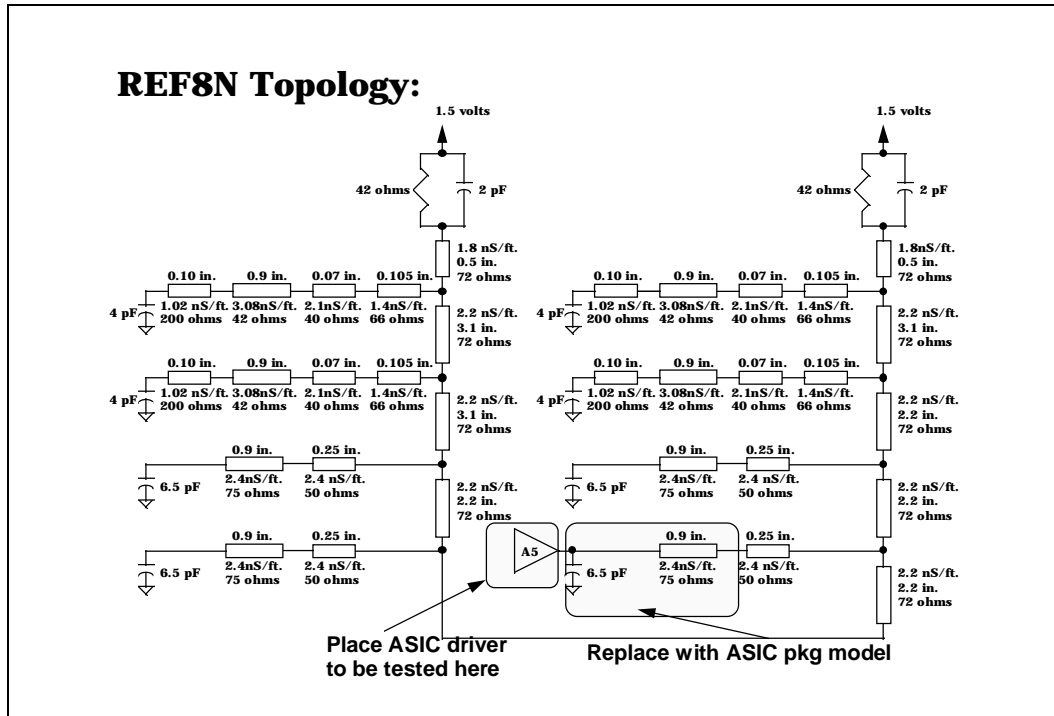 REF8N Topology:
1.5 volts
1.5 volts
42 ohms
2 pF
42 ohms
2 pF
1.8 nS/ft.
0.5 in.
72 ohms
1.8nS/ft.
0.5 in.
72 ohms
0.10 in.
0.9 in.
0.07 in.
0.105 in.
0.10 in.
0.9 in.
0.07 in.
0.105 in.
4 pF
1.02 nS/ft.
200 ohms
3.08nS/ft.
42 ohms
2.1nS/ft.
40 ohms
1.4nS/ft.
66 ohms
2.2 nS/ft.
3.1 in.
72 ohms
4 pF
1.02 nS/ft.
200 ohms
3.08nS/ft.
42 ohms
2.1nS/ft.
40 ohms
1.4nS/ft.
66 ohms
2.2 nS/ft.
3.1 in.
72 ohms
0.10 in.
0.9 in.
0.07 in.
0.105 in.
0.10 in.
0.9 in.
0.07 in.
0.105 in.
4 pF
1.02 nS/ft.
200 ohms
3.08nS/ft.
42 ohms
2.1nS/ft.
40 ohms
1.4nS/ft.
66 ohms
2.2 nS/ft.
3.1 in.
72 ohms
4 pF
1.02 nS/ft.
200 ohms
3.08nS/ft.
42 ohms
2.1nS/ft.
40 ohms
1.4nS/ft.
66 ohms
2.2 nS/ft.
2.2 in.
72 ohms
0.9 in.
0.25 in.
0.9 in.
0.25 in.
6.5 pF
2.4nS/ft.
75 ohms
2.4 nS/ft.
50 ohms
2.2 nS/ft.
2.2 in.
72 ohms
6.5 pF
2.4nS/ft.
75 ohms
2.4 nS/ft.
50 ohms
2.2 nS/ft.
2.2 in.
72 ohms
0.9 in.
0.25 in.
A5
0.9 in.
0.25 in.
6.5 pF
2.4nS/ft.
75 ohms
2.4 nS/ft.
50 ohms
6.5 pF
2.4nS/ft.
75 ohms
2.4 nS/ft.
50 ohms
2.2 nS/ft.
2.2 in.
72 ohms
Place ASIC driver
to be tested here
Replace with ASIC pkg model